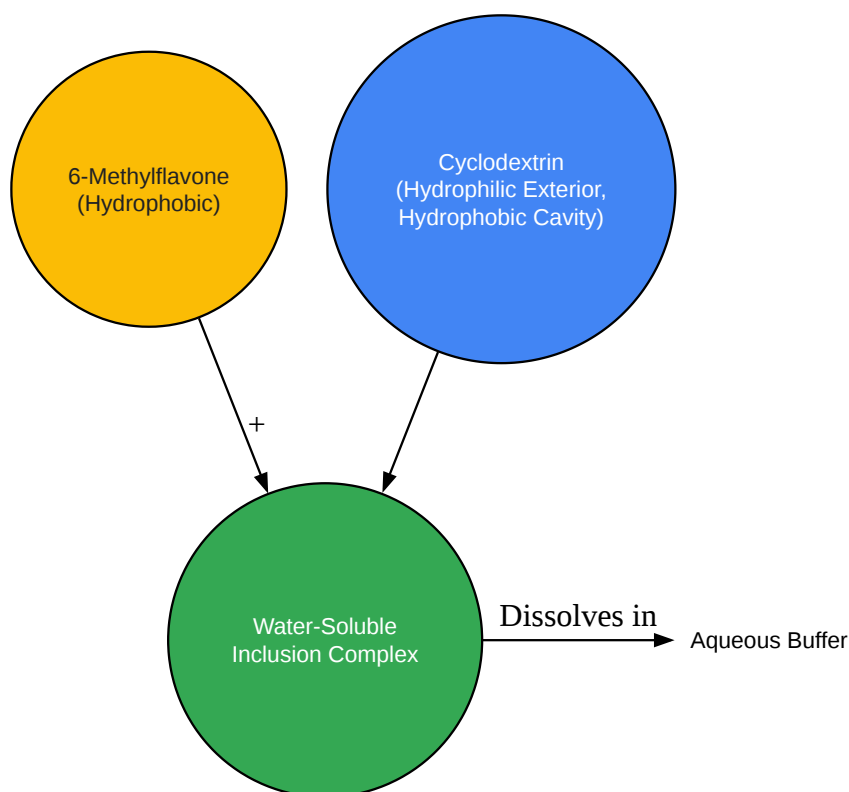 6-Methylflavone
(Hydrophobic)
Cyclodextrin
(Hydrophilic Exterior,
Hydrophobic Cavity)
+
Water-Soluble
Inclusion Complex
Dissolves in
Aqueous Buffer